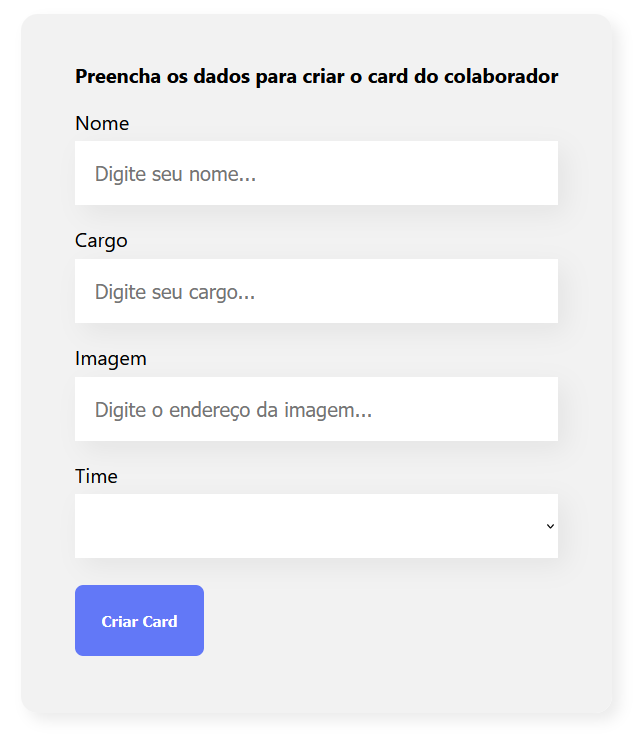 Preencha os dados para criar o card do colaborador
Nome
Digite seu nome...
Cargo
Digite seu cargo...
Imagem
Digite o endereço da imagem...
Time
Criar Card